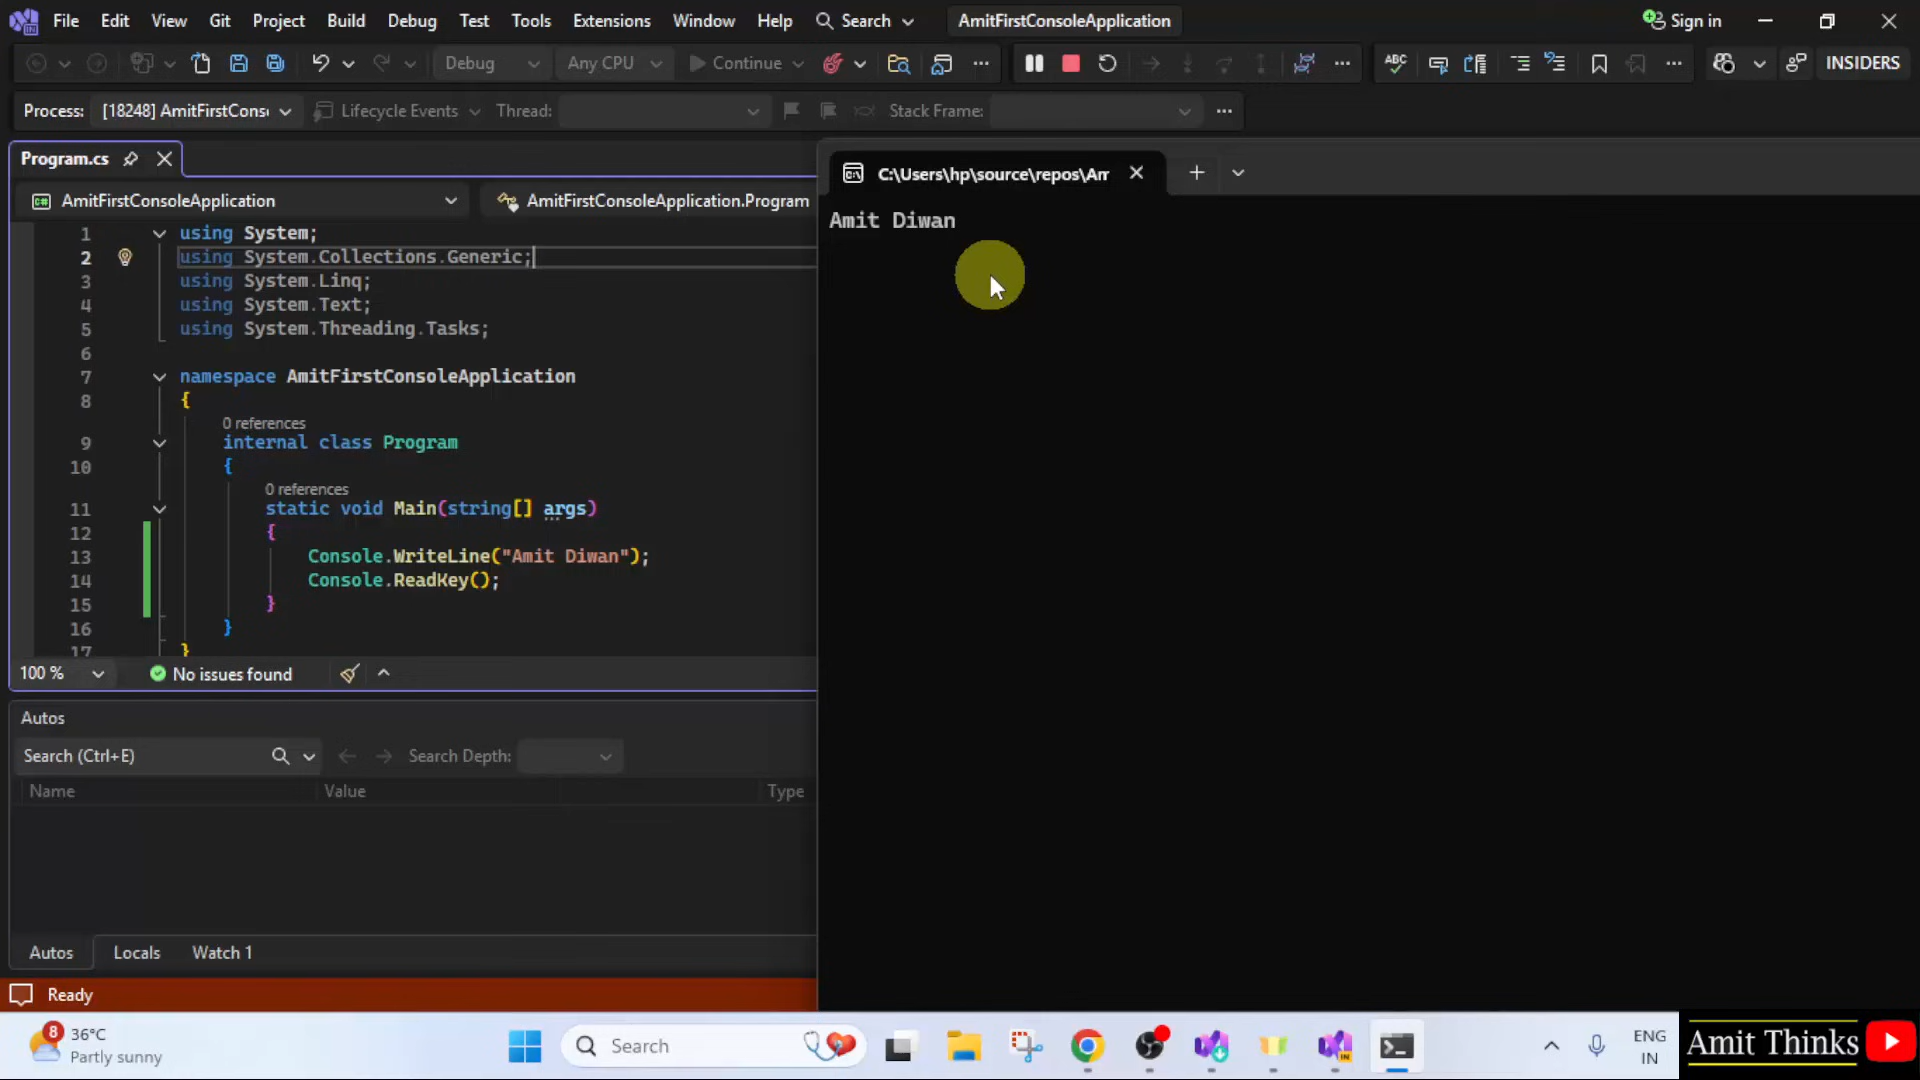 File Edit View Git Project Build Debug Test Tools Extensions Window Help Search AmitFirstConsoleApplication Sign in
Debug Any CPU Continue INSIDERS
Process: [18248] AmitFirstCons Lifecycle Events Thread: Stack Frame:
Program.cs
C:\Users\hp\source\repos\Am
AmitFirstConsoleApplication AmitFirstConsoleApplication.Program
Amit Diwan
1 using System;
2 using System.Collections.Generic;
3 using System.Linq;
4 using System.Text;
5 using System.Threading.Tasks;
6
7 namespace AmitFirstConsoleApplication
8 {
0 references
9 internal class Program
10 {
0 references
11 static void Main(string[] args)
12 {
13 Console.WriteLine("Amit Diwan");
14 Console.ReadKey();
15 }
16 }
17 }
100 % No issues found
Autos
Search (Ctrl+E) Search Depth:
Name Value Type
Autos Locals Watch 1
Ready
8 36°C
Partly sunny
Search
ENG
IN
Amit Thinks